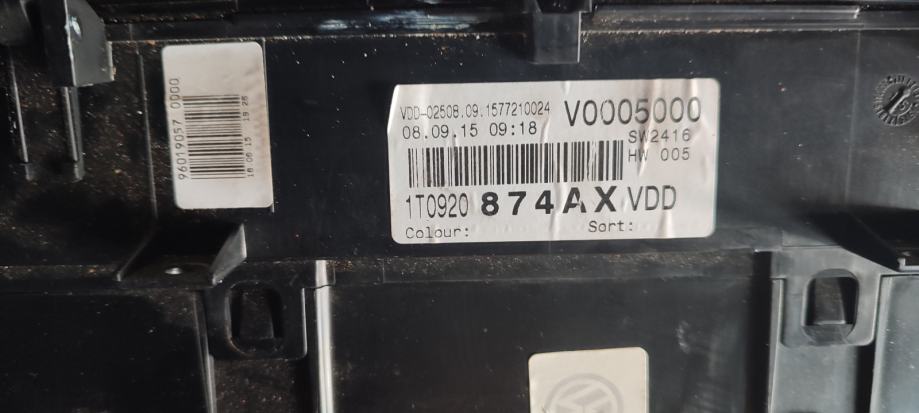 96019057 0000
18 06 15 19 26
VDD-02508.09.1577210024 V0005000
08.09.15 09:18 SW2416
HW 005
1T0920 874AX VDD
Colour: Sort: